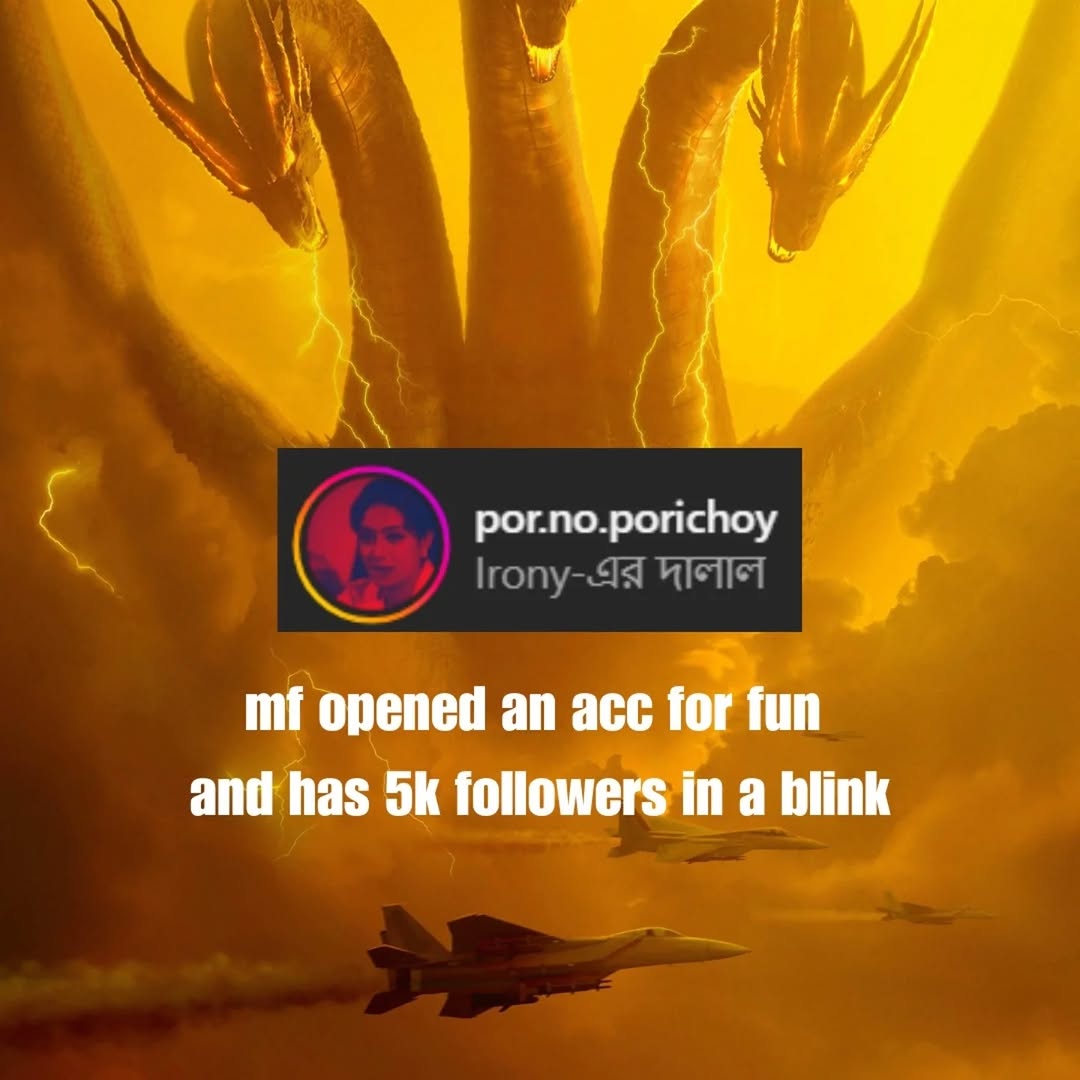 por.no.porichoy
Irony-এর দালাল
mf opened an acc for fun
and has 5k followers in a blink